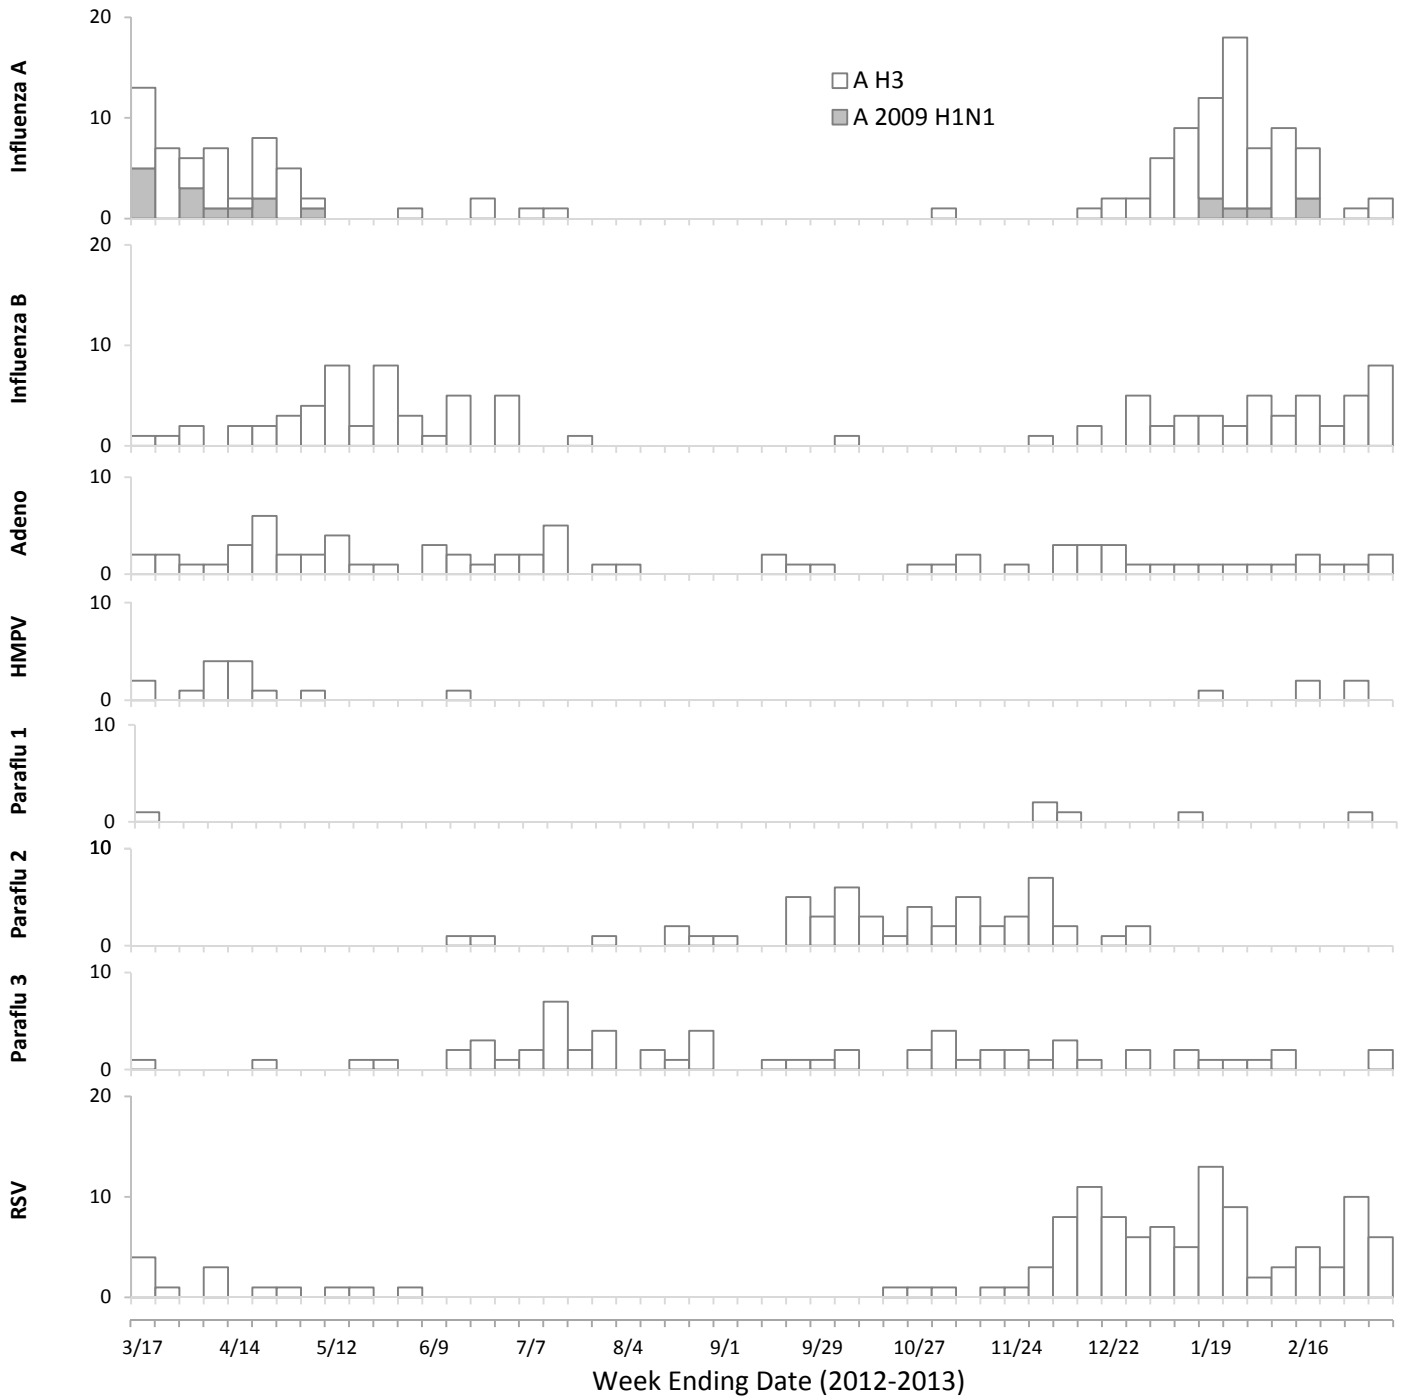 20
10
0
Influenza A
A H3
A 2009 H1N1
20
10
0
Influenza B
10
0
Adeno
10
0
HMPV
10
0
Paraflu 1
10
0
Paraflu 2
10
0
Paraflu 3
20
10
0
RSV
3/17 4/14 5/12 6/9 7/7 8/4 9/1 9/29 10/27 11/24 12/22 1/19 2/16
Week Ending Date (2012-2013)